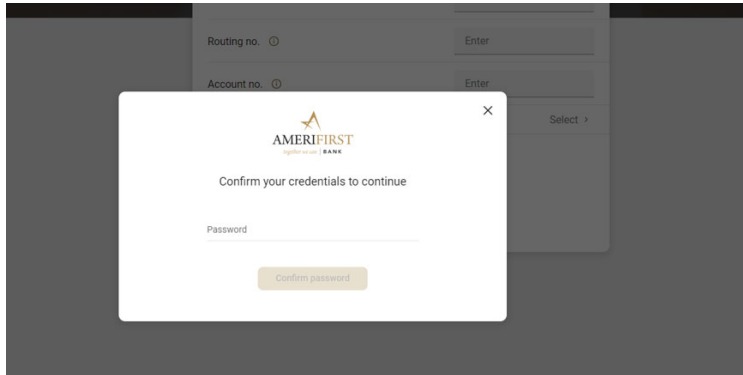 Routing no.
Enter
Account no.
Enter
Select >
AMERIFIRST
together we are | BANK
Confirm your credentials to continue
Password
Confirm password